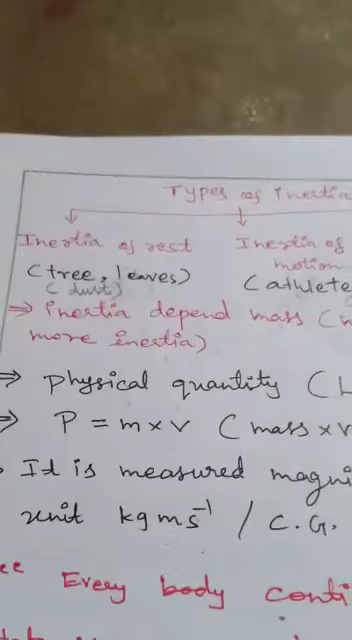 Types of inertia
Inertia of rest Inertia of motion
(tree, leaves) (athlete
(dust)
⇒ inertia depend mass (
more inertia)
⇒ physical quantity (
⇒ P = m×v (mass×v
It is measured
unit kgms⁻¹ / C.G.
Every body